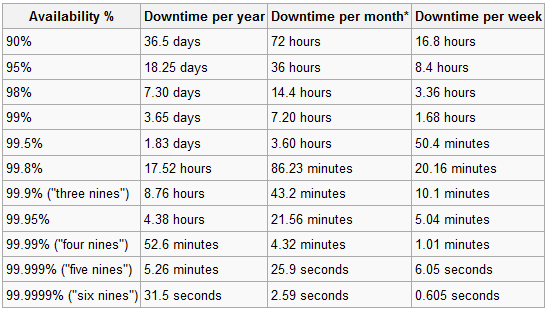 Availability % Downtime per year Downtime per month* Downtime per week
90% 36.5 days 72 hours 16.8 hours
95% 18.25 days 36 hours 8.4 hours
98% 7.30 days 14.4 hours 3.36 hours
99% 3.65 days 7.20 hours 1.68 hours
99.5% 1.83 days 3.60 hours 50.4 minutes
99.8% 17.52 hours 86.23 minutes 20.16 minutes
99.9% ("three nines") 8.76 hours 43.2 minutes 10.1 minutes
99.95% 4.38 hours 21.56 minutes 5.04 minutes
99.99% ("four nines") 52.6 minutes 4.32 minutes 1.01 minutes
99.999% ("five nines") 5.26 minutes 25.9 seconds 6.05 seconds
99.9999% ("six nines") 31.5 seconds 2.59 seconds 0.605 seconds